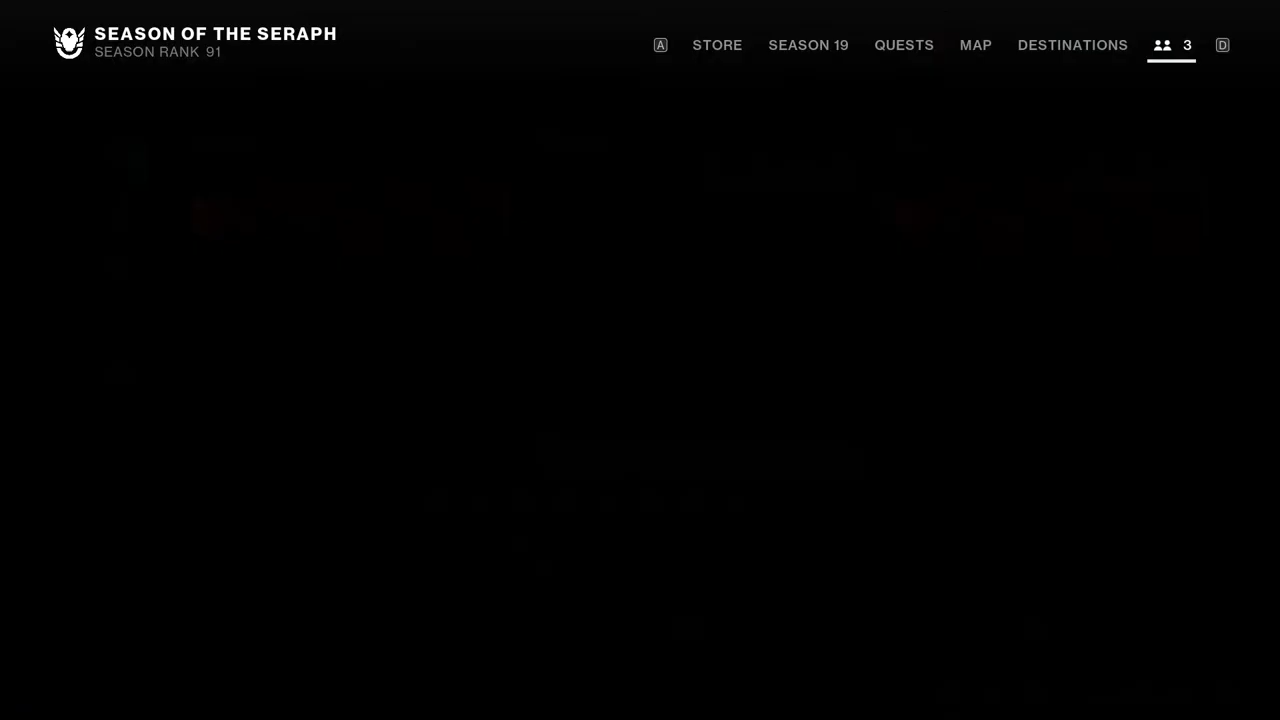 SEASON OF THE SERAPH
SEASON RANK 91
A STORE SEASON 19 QUESTS MAP DESTINATIONS 3 D